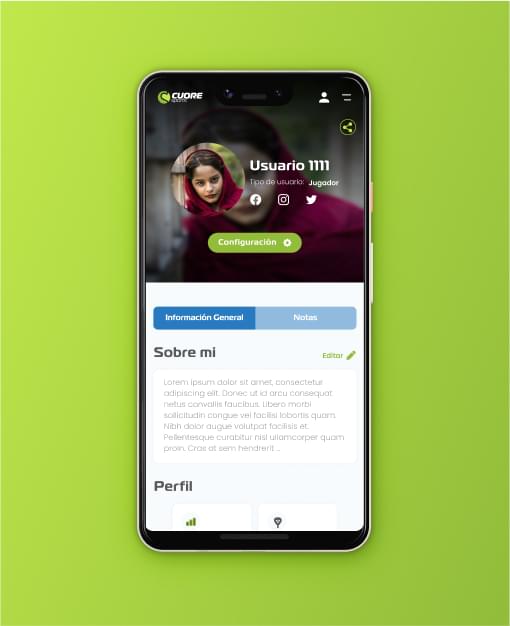 CUORE
sports
Usuario 1111
Tipo de usuario: Jugador
Configuración
Información General Notas
Sobre mi
Editar
Lorem ipsum dolor sit amet, consectetur
adipiscing elit. Donec ut id arcu consequat
netus convallis faucibus. Libero morbi
sollicitudin congue vel facilisi lobortis quam.
Nibh dolor augue volutpat facilisis et.
Pellentesque curabitur nisl ullamcorper quam
proin. Cras at sem hendrerit ...
Perfil